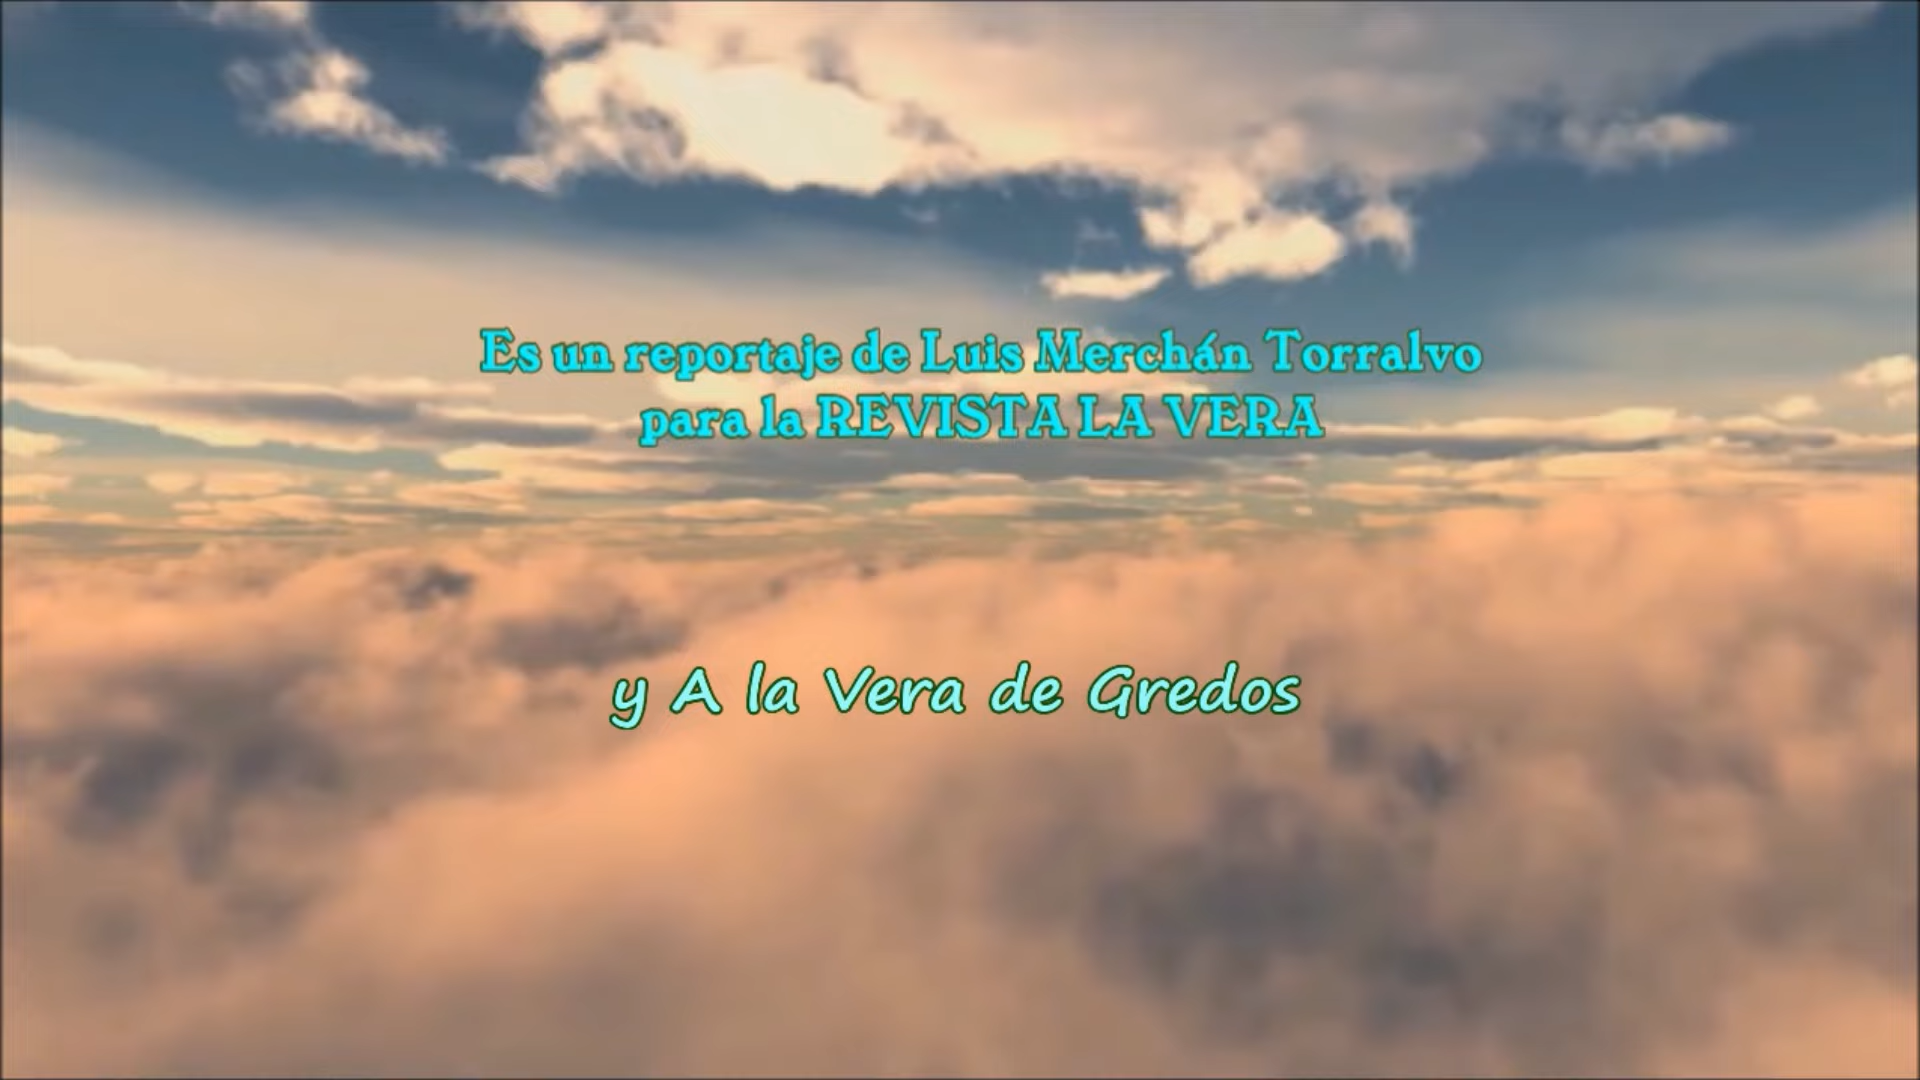 Es un reportaje de Luis Merchán Torralvo
para la REVISTA LA VERA
y A la Vera de Gredos